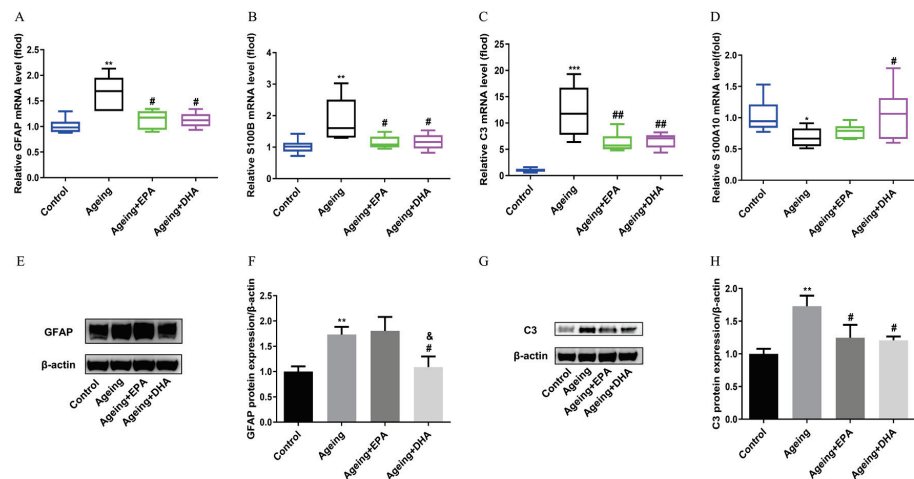 A
Relative GFAP mRNA level (flod)
2.5
2.0
1.5
1.0
0.5
0.0
**
#
#
Control
Ageing
Ageing+EPA
Ageing+DHA
B
Relative S100B mRNA level (flod)
4
3
2
1
0
**
#
#
Control
Ageing
Ageing+EPA
Ageing+DHA
C
Relative C3 mRNA level (flod)
25
20
15
10
5
0
***
##
##
Control
Ageing
Ageing+EPA
Ageing+DHA
D
Relative S100A10 mRNA level(fold)
2.0
1.5
1.0
0.5
0.0
*
#
Control
Ageing
Ageing+EPA
Ageing+DHA
E
GFAP
β-actin
Control
Ageing
Ageing+EPA
Ageing+DHA
F
GFAP protein expression/β-actin
2.5
2.0
1.5
1.0
0.5
0.0
**
&
#
Control
Ageing
Ageing+EPA
Ageing+DHA
G
C3
β-actin
Control
Ageing
Ageing+EPA
Ageing+DHA
H
C3 protein expression/β-actin
2.0
1.5
1.0
0.5
0.0
**
#
#
Control
Ageing
Ageing+EPA
Ageing+DHA